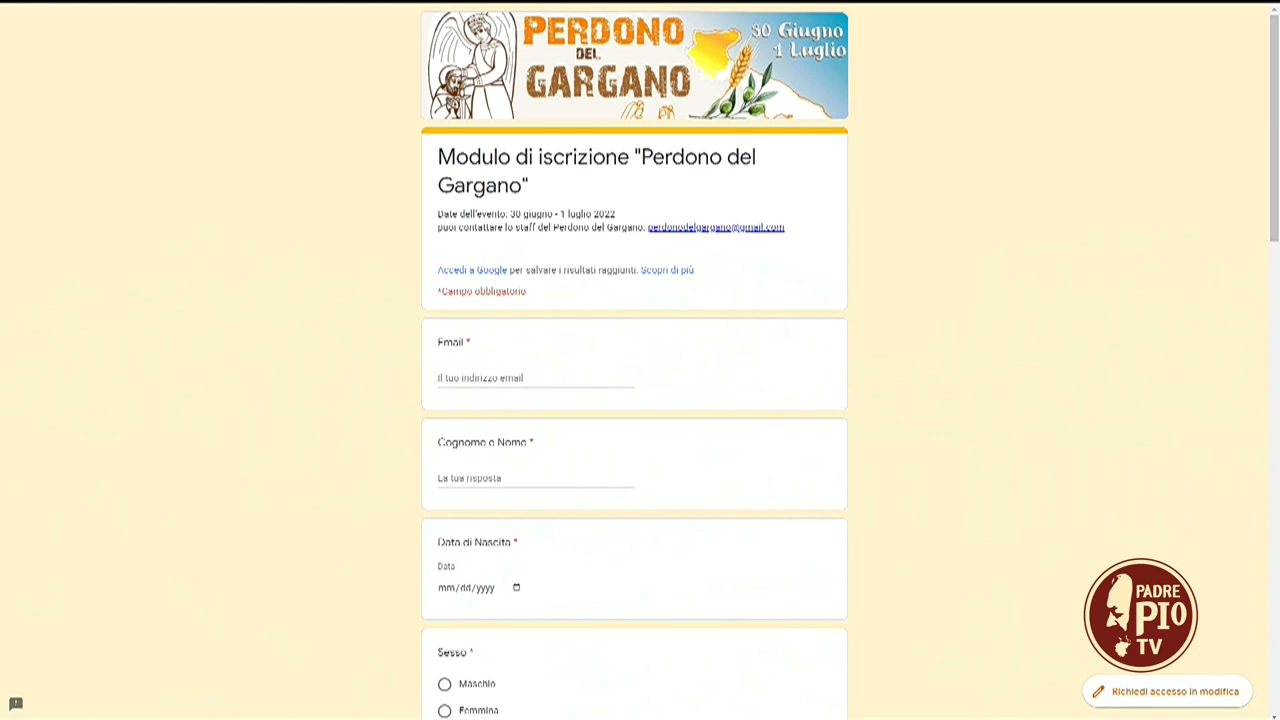 PERDONO
DEL
GARGANO
30 Giugno
1 Luglio
Modulo di iscrizione "Perdono del
Gargano"
Date dell'evento: 30 giugno - 1 luglio 2022
puoi contattare lo staff del Perdono del Gargano: perdonodelgargano@gmail.com
Accedi a Google per salvare i risultati raggiunti. Scopri di più
*Campo obbligatorio
Email *
Il tuo indirizzo email
Cognome e Nome *
La tua risposta
Data di Nascita *
Data
mm/dd/yyyy
Sesso *
Maschio
Femmina
PADRE
PIO
TV
Richiedi accesso in modifica